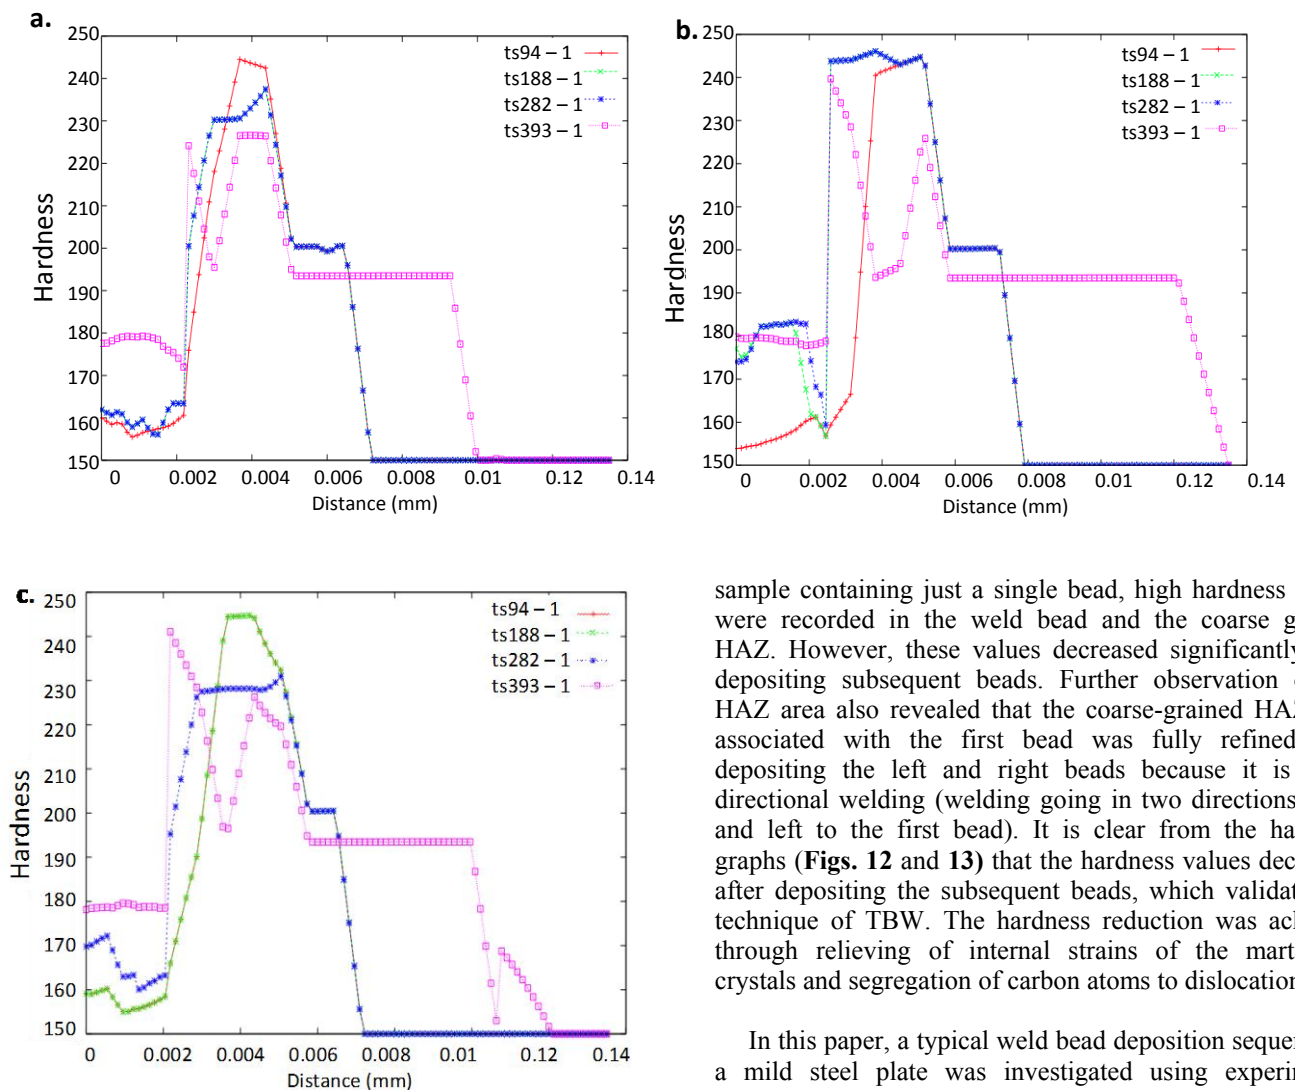 a.
250
240
230
220
210
200
190
180
170
160
150
Hardness
ts94 – 1
ts188 – 1
ts282 – 1
ts393 – 1
0 0.002 0.004 0.006 0.008 0.01 0.12 0.14
Distance (mm)
b.
250
240
230
220
210
200
190
180
170
160
150
Hardness
ts94 – 1
ts188 – 1
ts282 – 1
ts393 – 1
0 0.002 0.004 0.006 0.008 0.01 0.12 0.14
Distance (mm)
c.
250
240
230
220
210
200
190
180
170
160
150
Hardness
ts94 – 1
ts188 – 1
ts282 – 1
ts393 – 1
0 0.002 0.004 0.006 0.008 0.01 0.12 0.14
Distance (mm)
sample containing just a single bead, high hardness
were recorded in the weld bead and the coarse g
HAZ. However, these values decreased significantly
depositing subsequent beads. Further observation
HAZ area also revealed that the coarse-grained HAZ
associated with the first bead was fully refined
depositing the left and right beads because it is
directional welding (welding going in two directions
and left to the first bead). It is clear from the ha
graphs (Figs. 12 and 13) that the hardness values dec
after depositing the subsequent beads, which validat
technique of TBW. The hardness reduction was ac
through relieving of internal strains of the mart
crystals and segregation of carbon atoms to dislocation
In this paper, a typical weld bead deposition seque
a mild steel plate was investigated using experi